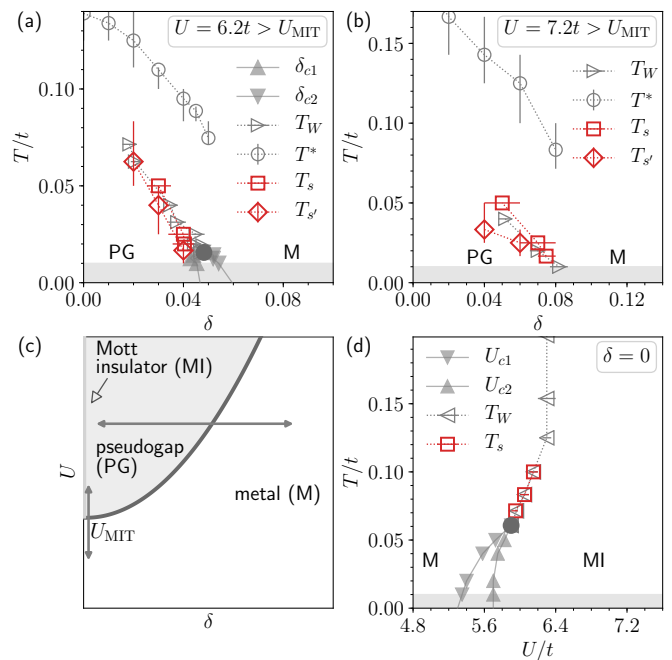 (a)
U = 6.2t > U_MIT
T/t
0.10
0.05
0.00
0.0
0.04
0.08
δ
δ_c1
δ_c2
T_W
T*
T_s
T_s′
PG
M
(b)
U = 7.2t > U_MIT
T/t
0.15
0.10
0.05
0.00
0.0
0.04
0.08
0.12
δ
T_W
T*
T_s
T_s′
PG
M
(c)
Mott
insulator (MI)
pseudogap
(PG)
metal (M)
U_MIT
U
δ
(d)
δ = 0
U_c1
U_c2
T_W
T_s
T/t
0.15
0.10
0.05
0.00
M
MI
4.8
5.6
6.4
7.2
U/t